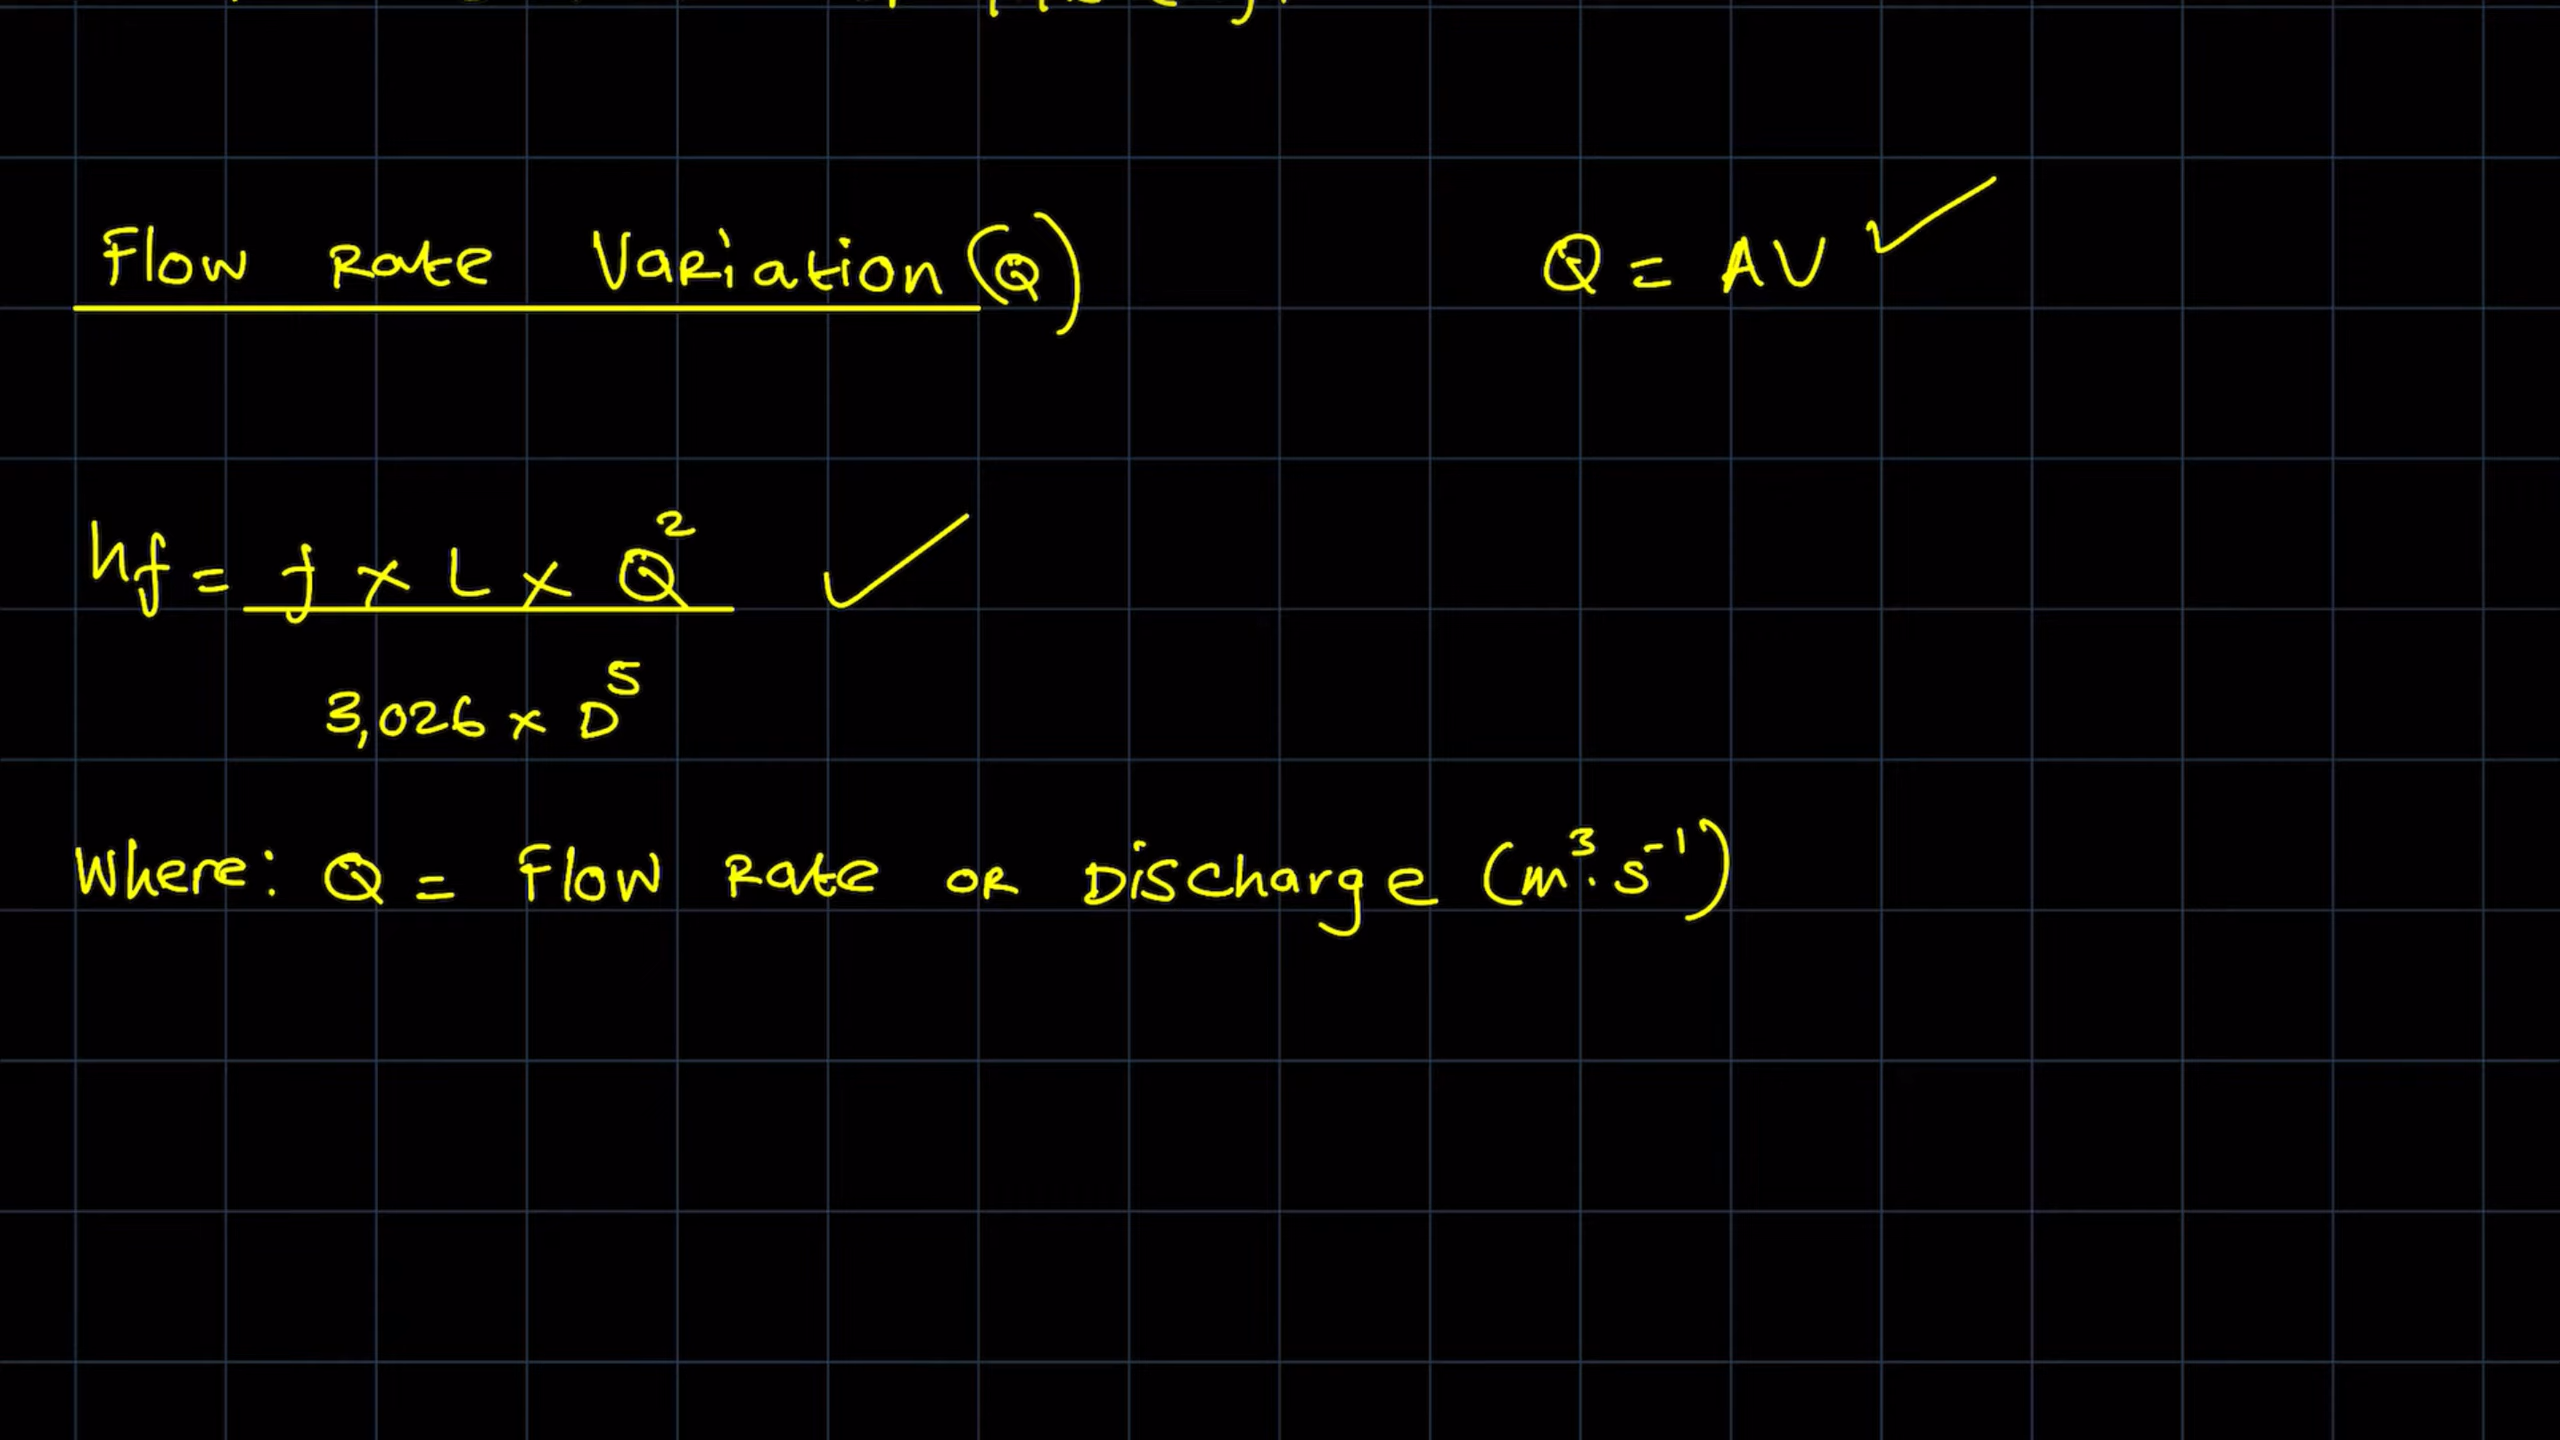 Flow Rate Variation (Q)
Q = AV ✓
hf = f x L x Q² ✓
3,026 x D⁵
Where: Q = Flow Rate OR Discharge (m³.s⁻¹)